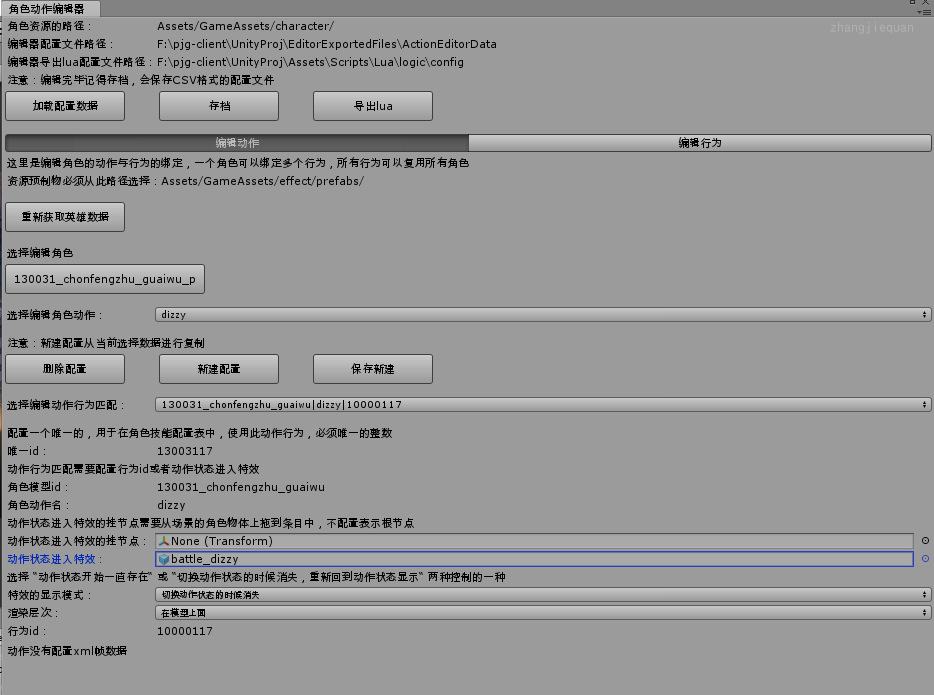 角色动作编辑器
zhangjiequan
角色资源的路径： Assets/GameAssets/character/
编辑器配置文件路径： F:\pjg-client\UnityProj\EditorExportedFiles\ActionEditorData
编辑器导出lua配置文件路径：F:\pjg-client\UnityProj\Assets\Scripts\Lua\logic\config
注意：编辑完毕记得存档，会保存CSV格式的配置文件
加载配置数据 存档 导出lua
编辑动作 编辑行为
这里是编辑角色的动作与行为的绑定，一个角色可以绑定多个行为，所有行为可以复用所有角色
资源预制物必须从此路径选择：Assets/GameAssets/effect/prefabs/
重新获取英雄数据
选择编辑角色
130031_chonfengzhu_guaiwu_p
选择编辑角色动作： dizzy
注意：新建配置从当前选择数据进行复制
删除配置 新建配置 保存新建
选择编辑动作行为匹配： 130031_chonfengzhu_guaiwu|dizzy|10000117
配置一个唯一的，用于在角色技能配置表中，使用此动作行为，必须唯一的整数
唯一id： 13003117
动作行为匹配需要配置行为id或者动作状态进入特效
角色模型id： 130031_chonfengzhu_guaiwu
角色动作名： dizzy
动作状态进入特效的挂节点需要从场景的角色物体上拖到条目中，不配置表示根节点
动作状态进入特效的挂节点： None (Transform)
动作状态进入特效： battle_dizzy
选择“动作状态开始一直存在“ 或 “切换动作状态的时候消失，重新回到动作状态显示“ 两种控制的一种
特效的显示模式： 切换动作状态的时候消失
渲染层次： 在模型上面
行为id： 10000117
动作没有配置xml帧数据